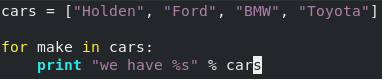 cars = ["Holden", "Ford", "BMW", "Toyota"]
for make in cars:
    print "we have %s" % cars